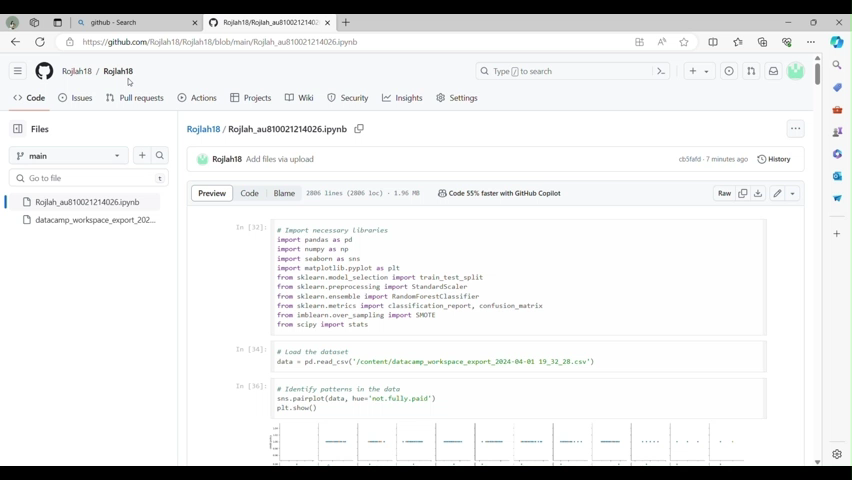 github - Search
Rojlah18/Rojlah_au810021214026.
https://github.com/Rojlah18/Rojlah18/blob/main/Rojlah_au810021214026.ipynb
Rojlah18 / Rojlah18
Type / to search
Code Issues Pull requests Actions Projects Wiki Security Insights Settings
Files
Rojlah18 / Rojlah_au810021214026.ipynb
main
Rojlah18 Add files via upload
cb5fafd · 7 minutes ago History
Go to file t
Preview Code Blame 2806 lines (2806 loc) · 1.96 MB Code 55% faster with GitHub Copilot Raw
Rojlah_au810021214026.ipynb
datacamp_workspace_export_202...
In [32]:
# Import necessary libraries
import pandas as pd
import numpy as np
import seaborn as sns
import matplotlib.pyplot as plt
from sklearn.model_selection import train_test_split
from sklearn.preprocessing import StandardScaler
from sklearn.ensemble import RandomForestClassifier
from sklearn.metrics import classification_report, confusion_matrix
from imblearn.over_sampling import SMOTE
from scipy import stats
In [34]:
# Load the dataset
data = pd.read_csv('/content/datacamp_workspace_export_2024-04-01 19_32_28.csv')
In [36]:
# Identify patterns in the data
sns.pairplot(data, hue='not.fully.paid')
plt.show()